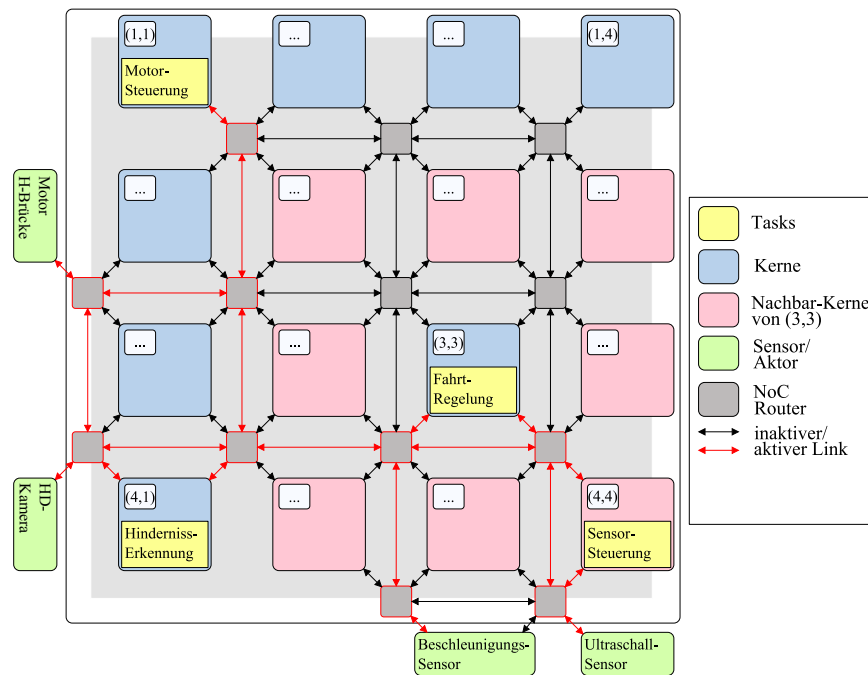 (1,1)
...
...
(1,4)
Motor-
Steuerung
Motor
H-Brücke
...
...
...
...
...
...
(3,3)
...
Fahrt-
Regelung
HD-
Kamera
(4,1)
...
...
(4,4)
Hinderniss-
Erkennung
Sensor-
Steuerung
Beschleunigungs-
Sensor
Ultraschall-
Sensor
Tasks
Kerne
Nachbar-Kerne
von (3,3)
Sensor/
Aktor
NoC
Router
inaktiver/
aktiver Link